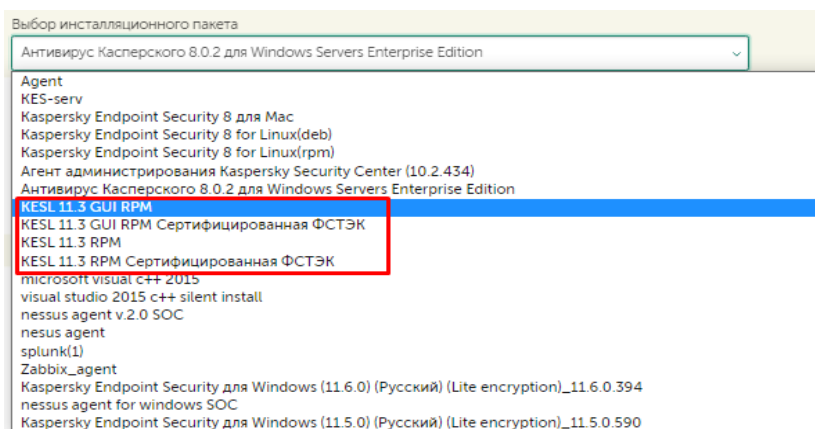 Выбор инсталляционного пакета
Антивирус Касперского 8.0.2 для Windows Servers Enterprise Edition
Agent
KES-serv
Kaspersky Endpoint Security 8 для Mac
Kaspersky Endpoint Security 8 for Linux(deb)
Kaspersky Endpoint Security 8 for Linux(rpm)
Агент администрирования Kaspersky Security Center (10.2.434)
Антивирус Касперского 8.0.2 для Windows Servers Enterprise Edition
KESL 11.3 GUI RPM
KESL 11.3 GUI RPM Сертифицированная ФСТЭК
KESL 11.3 RPM
KESL 11.3 RPM Сертифицированная ФСТЭК
microsoft visual c++ 2015
visual studio 2015 c++ silent install
nessus agent v.2.0 SOC
nesus agent
splunk(1)
Zabbix_agent
Kaspersky Endpoint Security для Windows (11.6.0) (Русский) (Lite encryption)_11.6.0.394
nessus agent for windows SOC
Kaspersky Endpoint Security для Windows (11.5.0) (Русский) (Lite encryption)_11.5.0.590